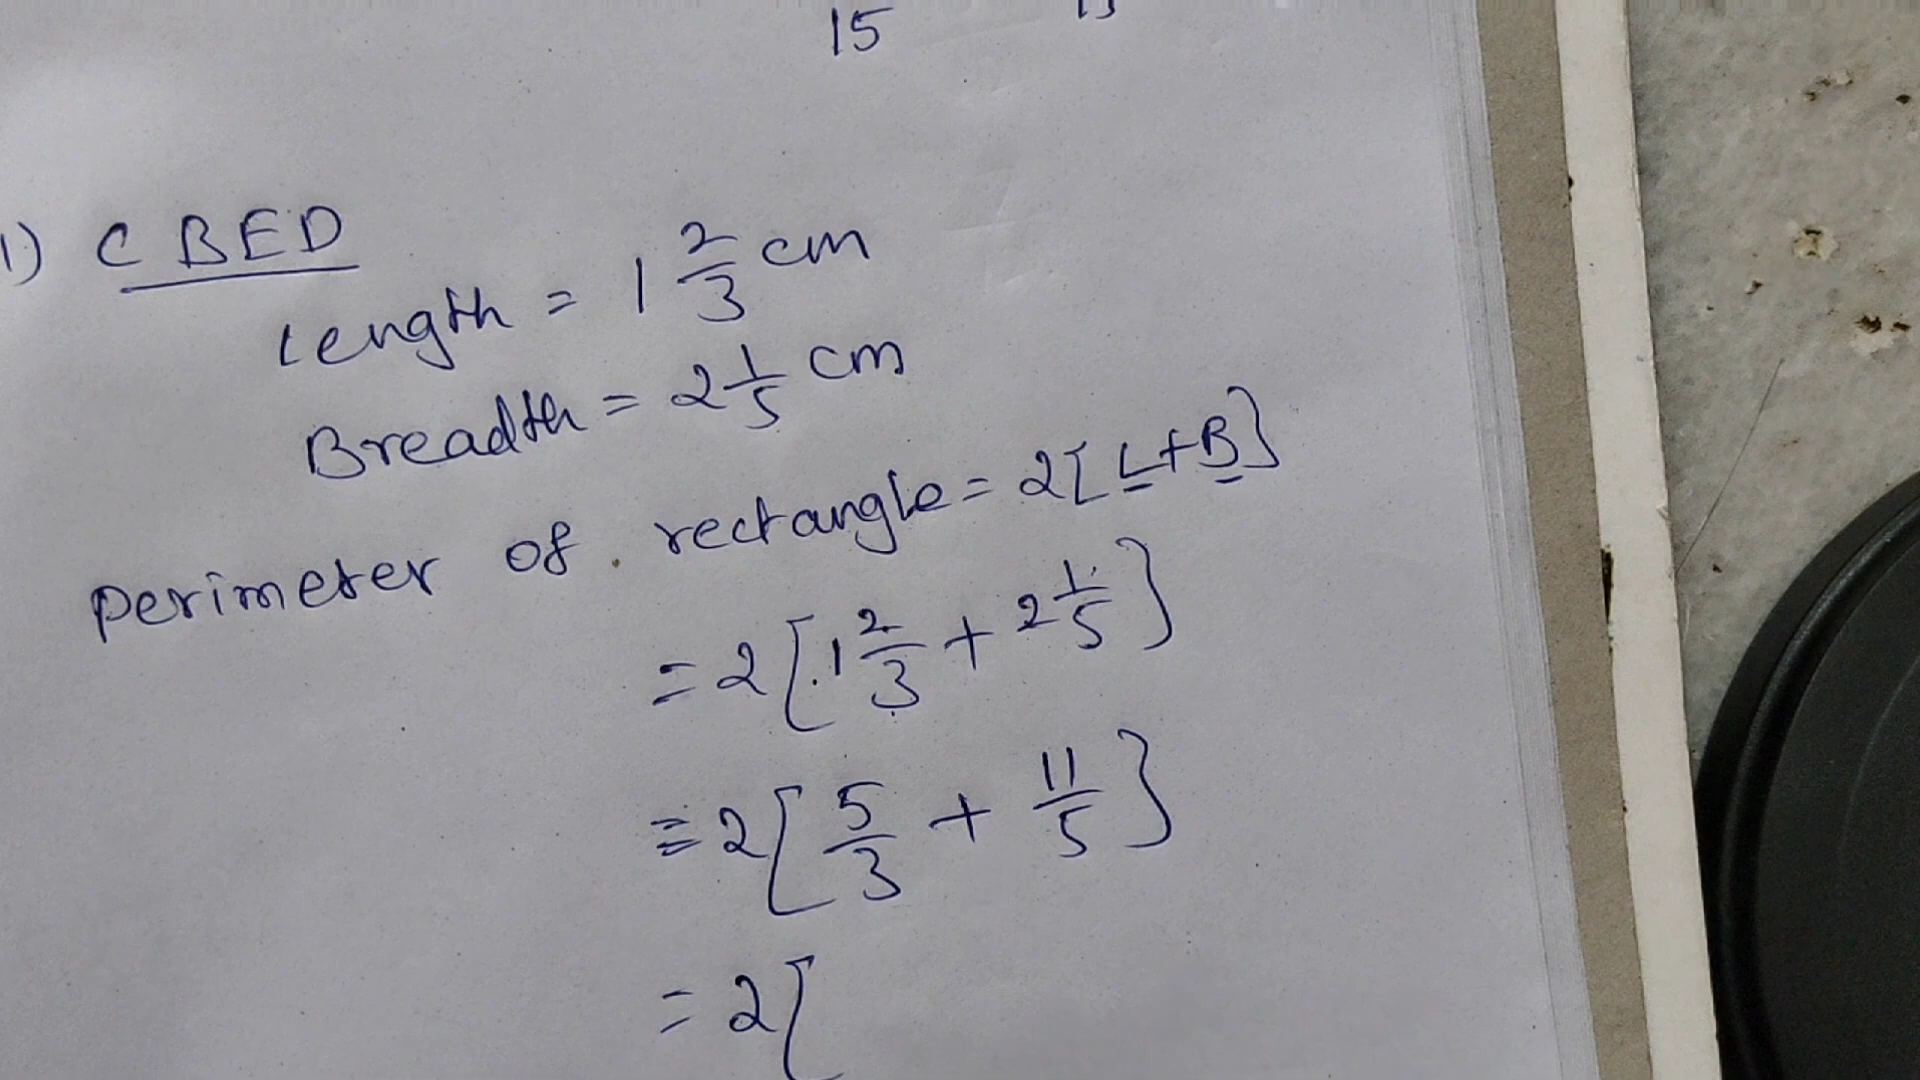 15
1) CBED
Length = 1 2/3 cm
Breadth = 2 1/5 cm
Perimeter of rectangle = 2[L+B]
= 2[1 2/3 + 2 1/5]
= 2[5/3 + 11/5]
= 2[